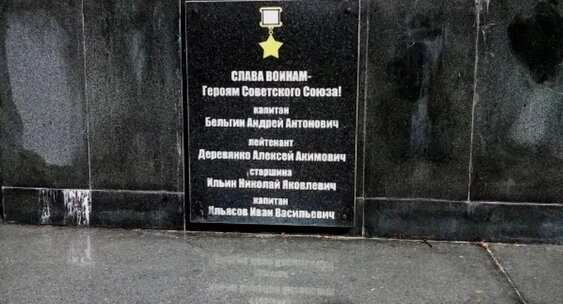 СЛАВА ВОИНАМ-
Героям Советского Союза!
капитан
Бельгин Андрей Антонович
лейтенант
Деревянко Алексей Акимович
старшина
Ильин Николай Яковлевич
капитан
Ильясов Иван Васильевич